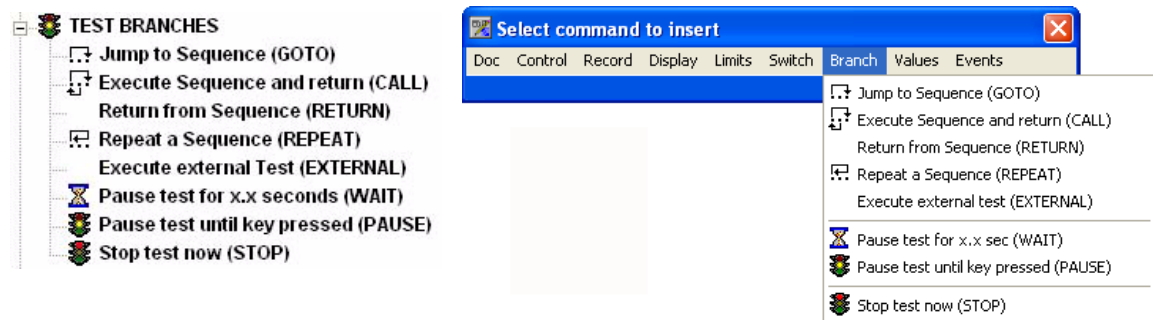 TEST BRANCHES
Jump to Sequence (GOTO)
Execute Sequence and return (CALL)
Return from Sequence (RETURN)
Repeat a Sequence (REPEAT)
Execute external Test (EXTERNAL)
Pause test for x.x seconds (WAIT)
Pause test until key pressed (PAUSE)
Stop test now (STOP)
Select command to insert
Doc Control Record Display Limits Switch Branch Values Events
Jump to Sequence (GOTO)
Execute Sequence and return (CALL)
Return from Sequence (RETURN)
Repeat a Sequence (REPEAT)
Execute external test (EXTERNAL)
Pause test for x.x sec (WAIT)
Pause test until key pressed (PAUSE)
Stop test now (STOP)